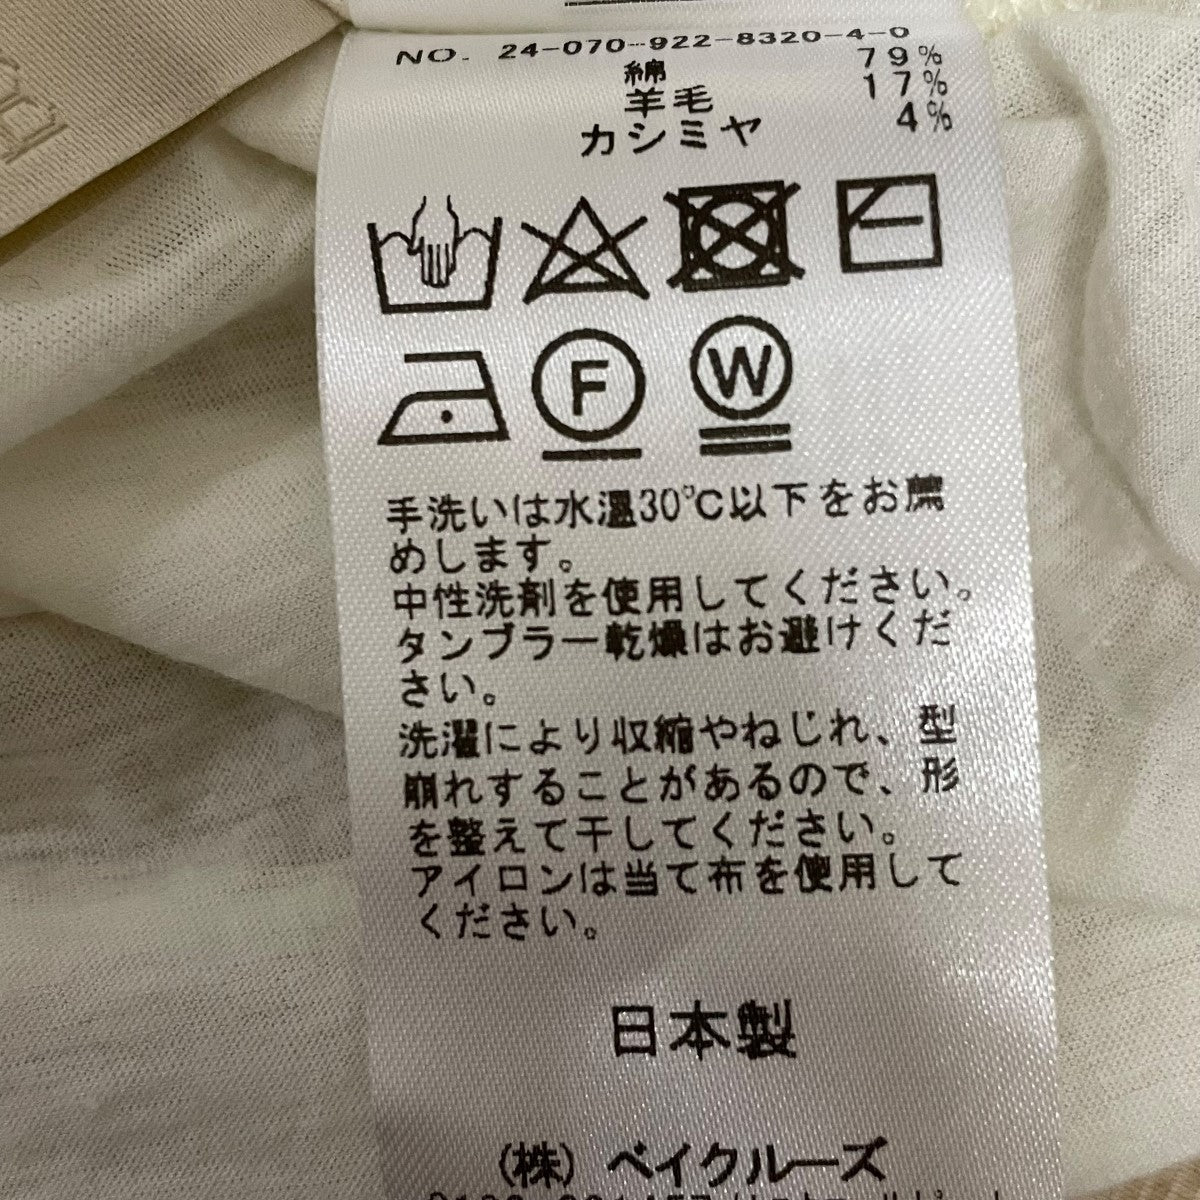 NO. 24-070-922-8320-4-0
綿 79%
羊毛 17%
カシミヤ 4%
F
W
手洗いは水温30℃以下をお薦
めします。
中性洗剤を使用してください。
タンブラー乾燥はお避けくだ
さい。
洗濯により収縮やねじれ、型
崩れすることがあるので、形
を整えて干してください。
アイロンは当て布を使用して
ください。
日本製
(株) ベイクルーズ